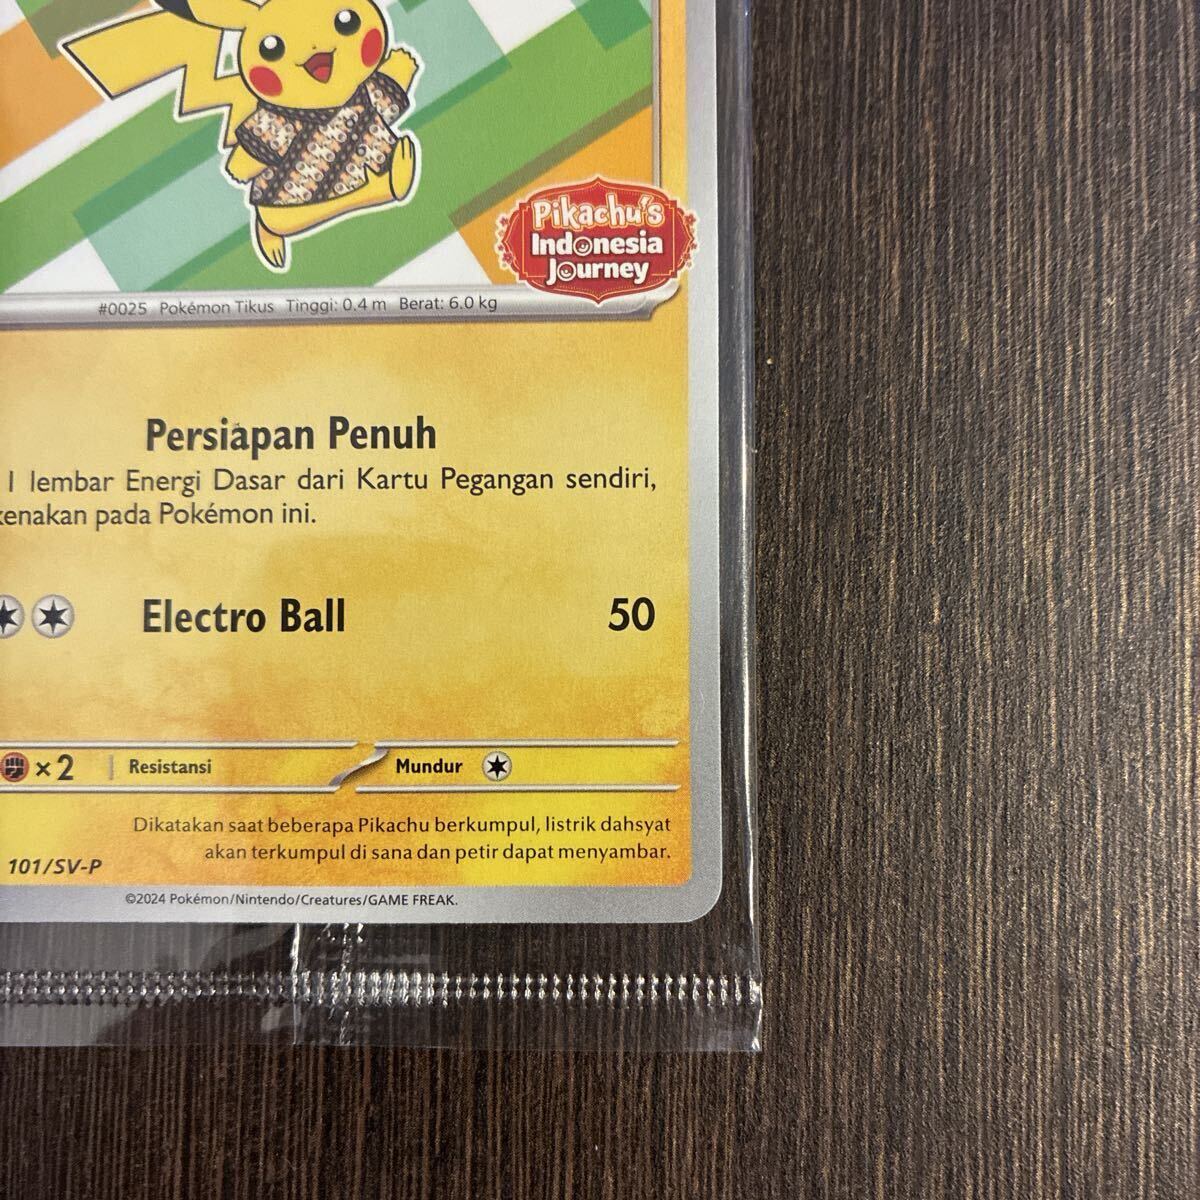 Pikachu's
Indonesia
Journey
#0025 Pokémon Tikus Tinggi: 0.4 m Berat: 6.0 kg
Persiapan Penuh
1 lembar Energi Dasar dari Kartu Pegangan sendiri,
kenakan pada Pokémon ini.
Electro Ball 50
×2 Resistansi Mundur
Dikatakan saat beberapa Pikachu berkumpul, listrik dahsyat
akan terkumpul di sana dan petir dapat menyambar.
101/SV-P
©2024 Pokémon/Nintendo/Creatures/GAME FREAK.